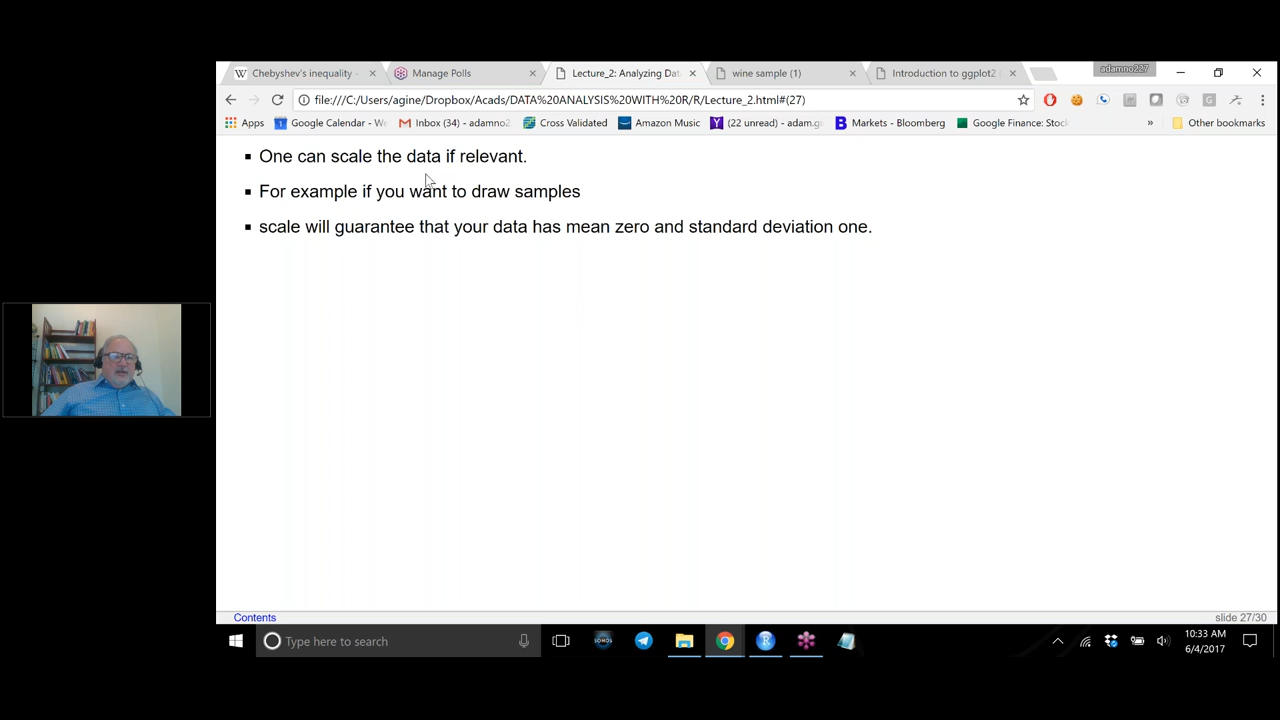 adamno227
W Chebyshev's inequality - Manage Polls Lecture_2: Analyzing Dat wine sample (1) Introduction to ggplot2
file:///C:/Users/agine/Dropbox/Acads/DATA%20ANALYSIS%20WITH%20R/R/Lecture_2.html#(27)
Apps Google Calendar - We Inbox (34) - adamno2 Cross Validated Amazon Music (22 unread) - adam.g Markets - Bloomberg Google Finance: Stock » Other bookmarks
▪ One can scale the data if relevant.
▪ For example if you want to draw samples
▪ scale will guarantee that your data has mean zero and standard deviation one.
Contents slide 27/30
Type here to search SONOS 10:33 AM
6/4/2017